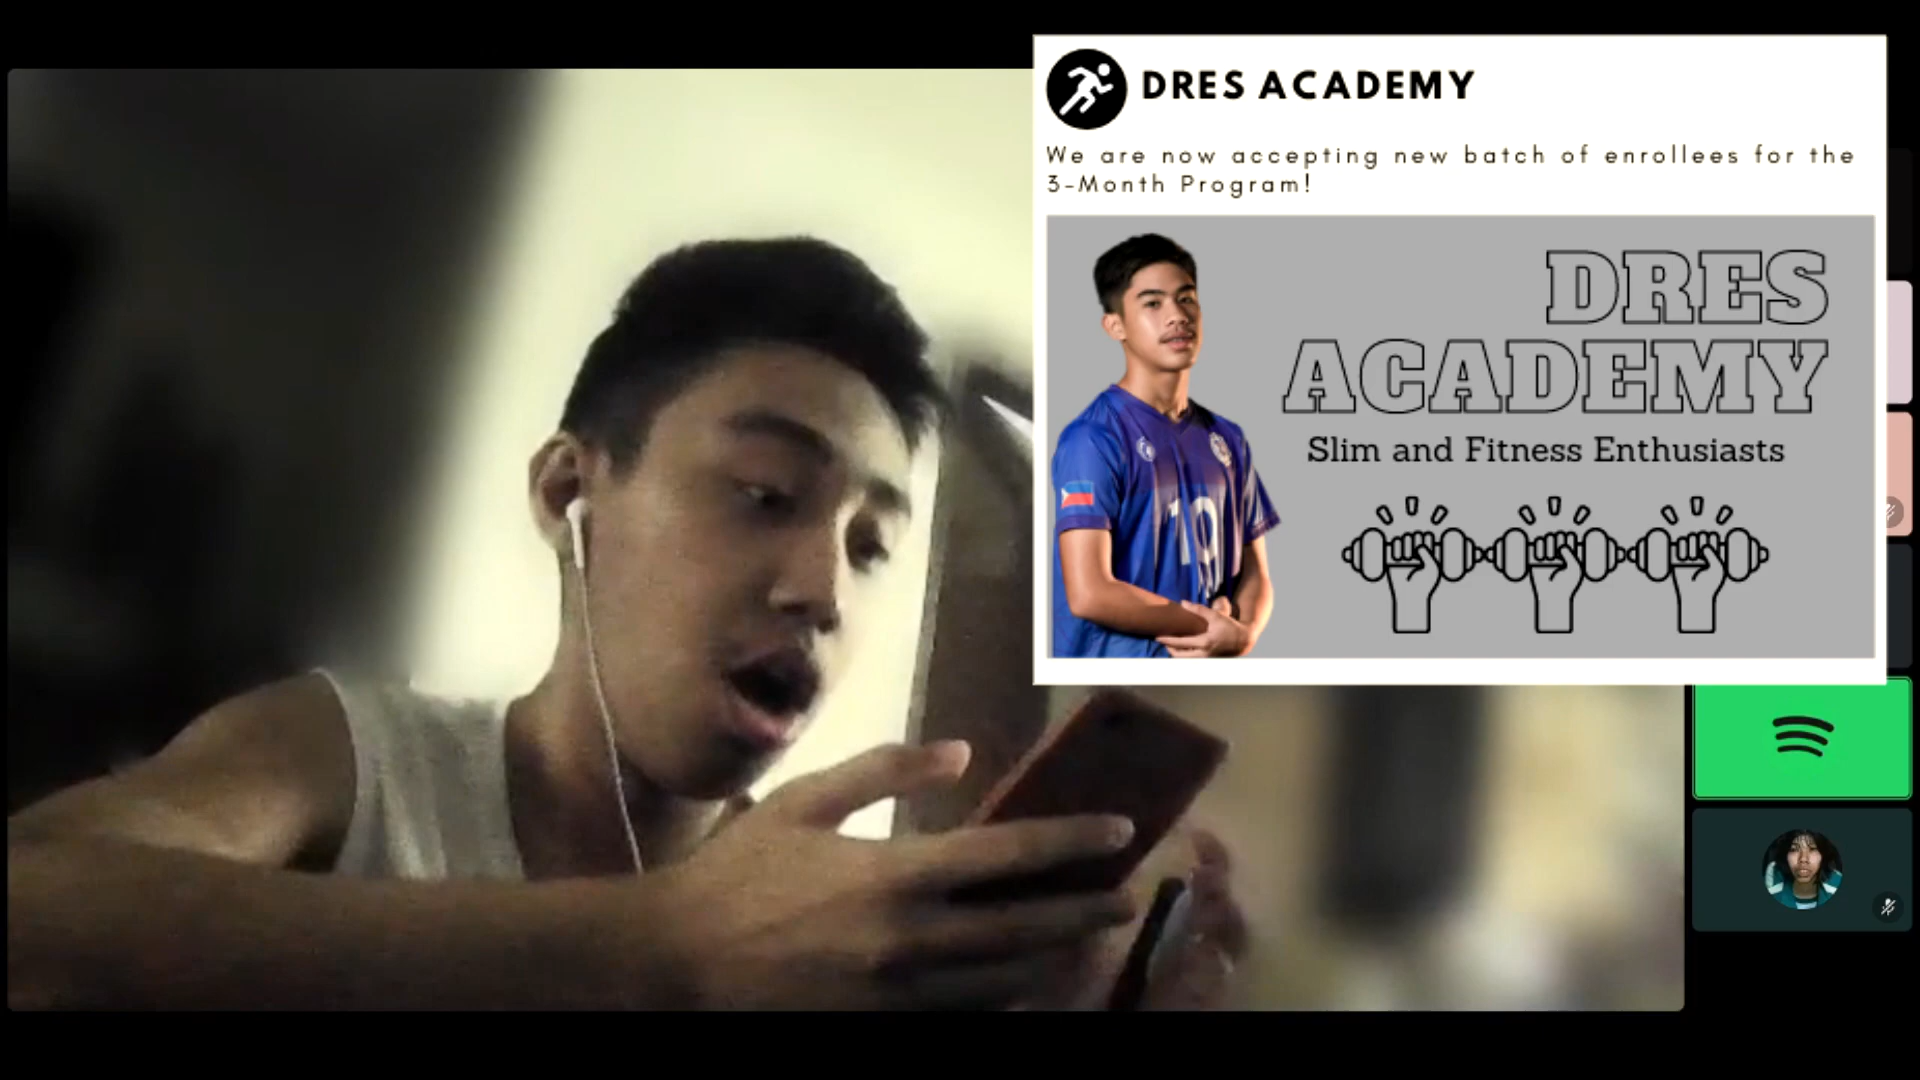 DRES ACADEMY
We are now accepting new batch of enrollees for the
3-Month Program!
DRES
ACADEMY
Slim and Fitness Enthusiasts
19